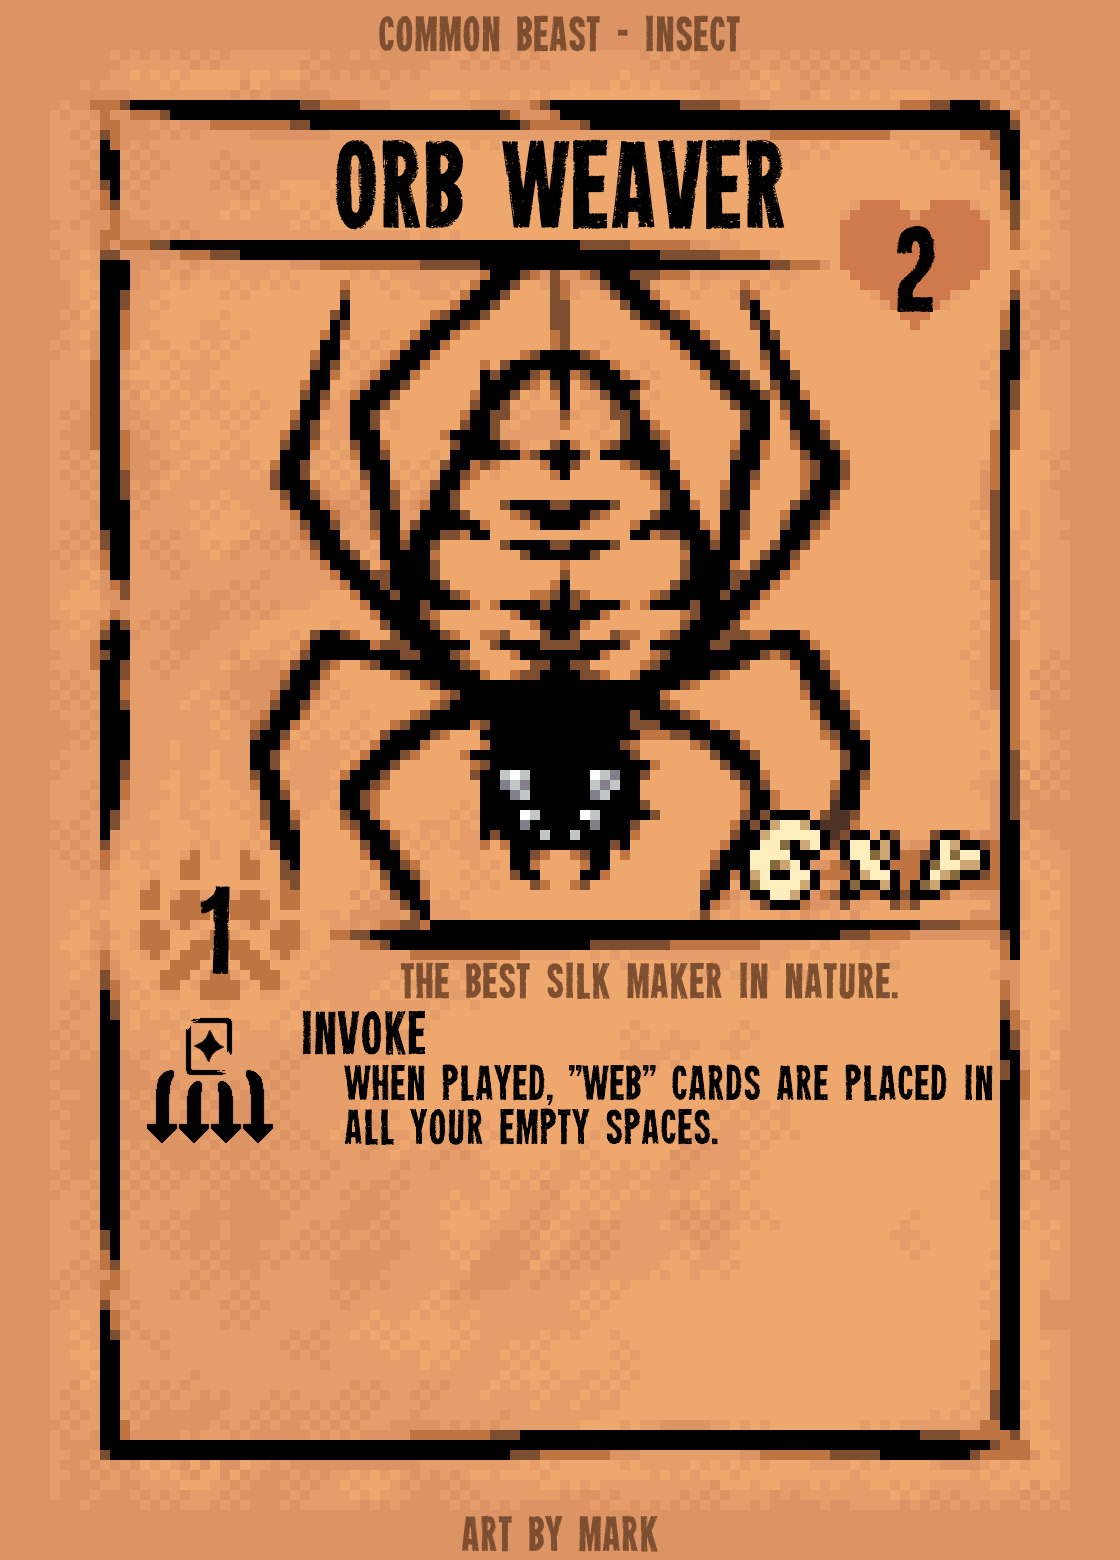 COMMON BEAST - INSECT
ORB WEAVER
2
6 X
1
THE BEST SILK MAKER IN NATURE.
INVOKE
WHEN PLAYED, "WEB" CARDS ARE PLACED IN
ALL YOUR EMPTY SPACES.
ART BY MARK